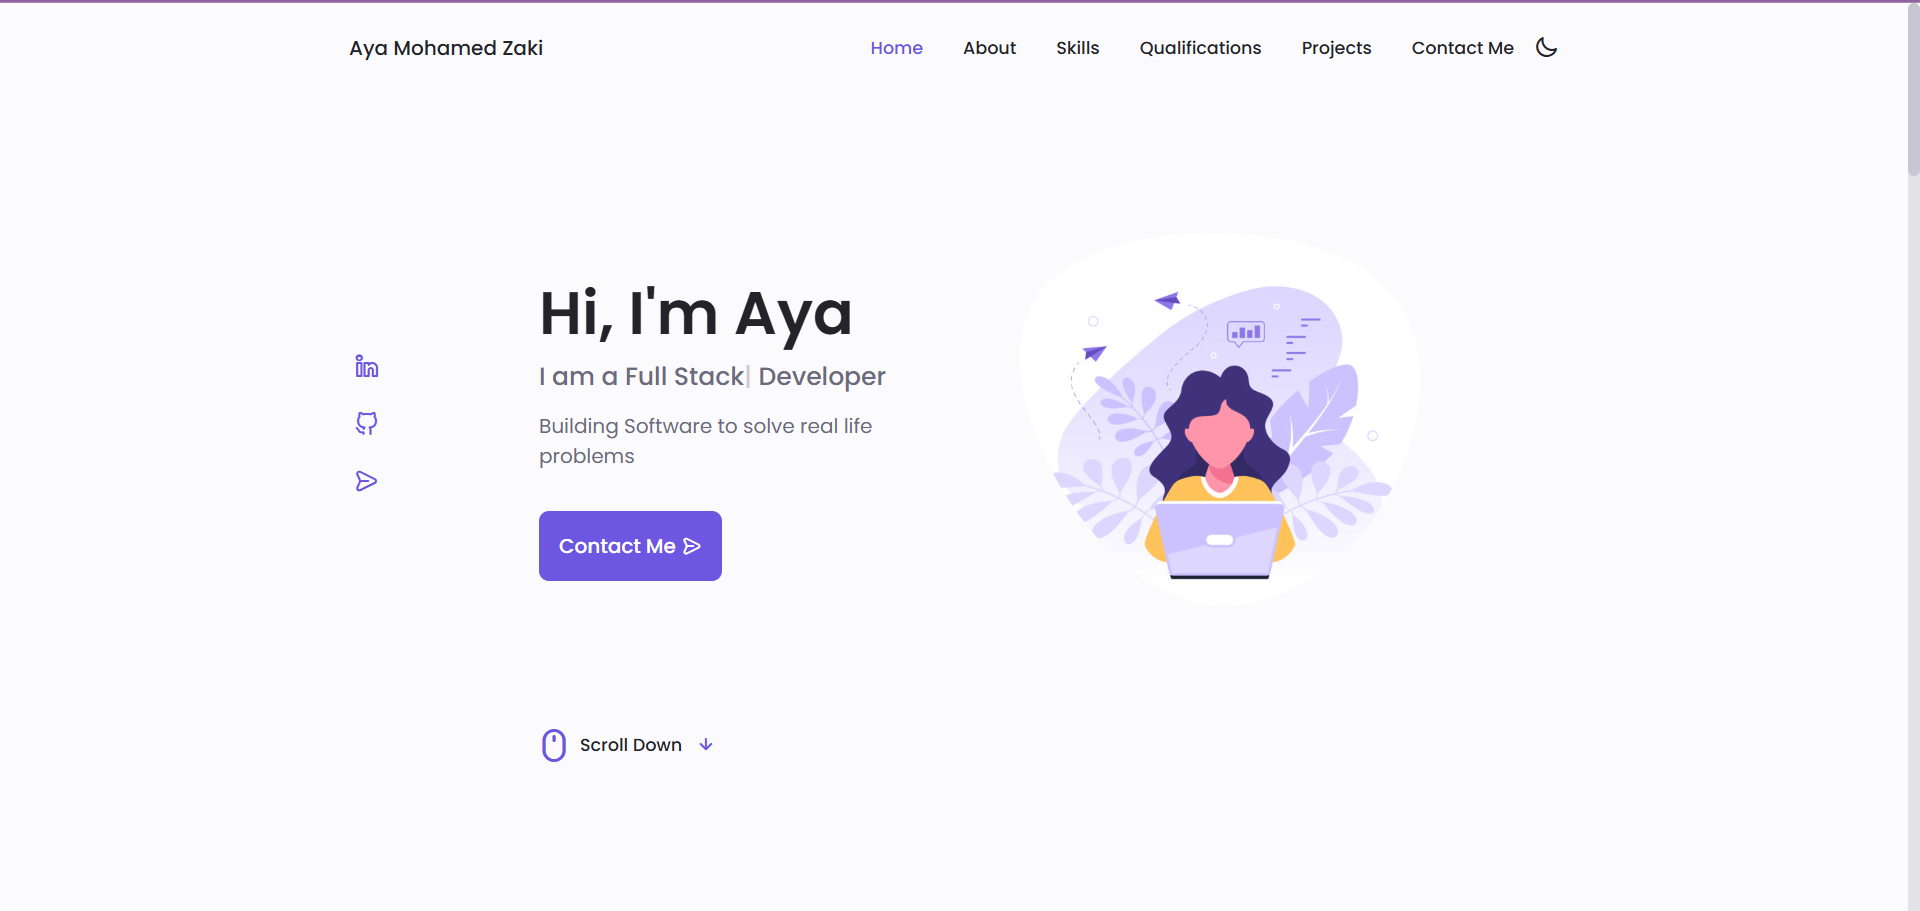 Aya Mohamed Zaki
Home About Skills Qualifications Projects Contact Me
Hi, I'm Aya
I am a Full Stack| Developer
Building Software to solve real life
problems
Contact Me
Scroll Down